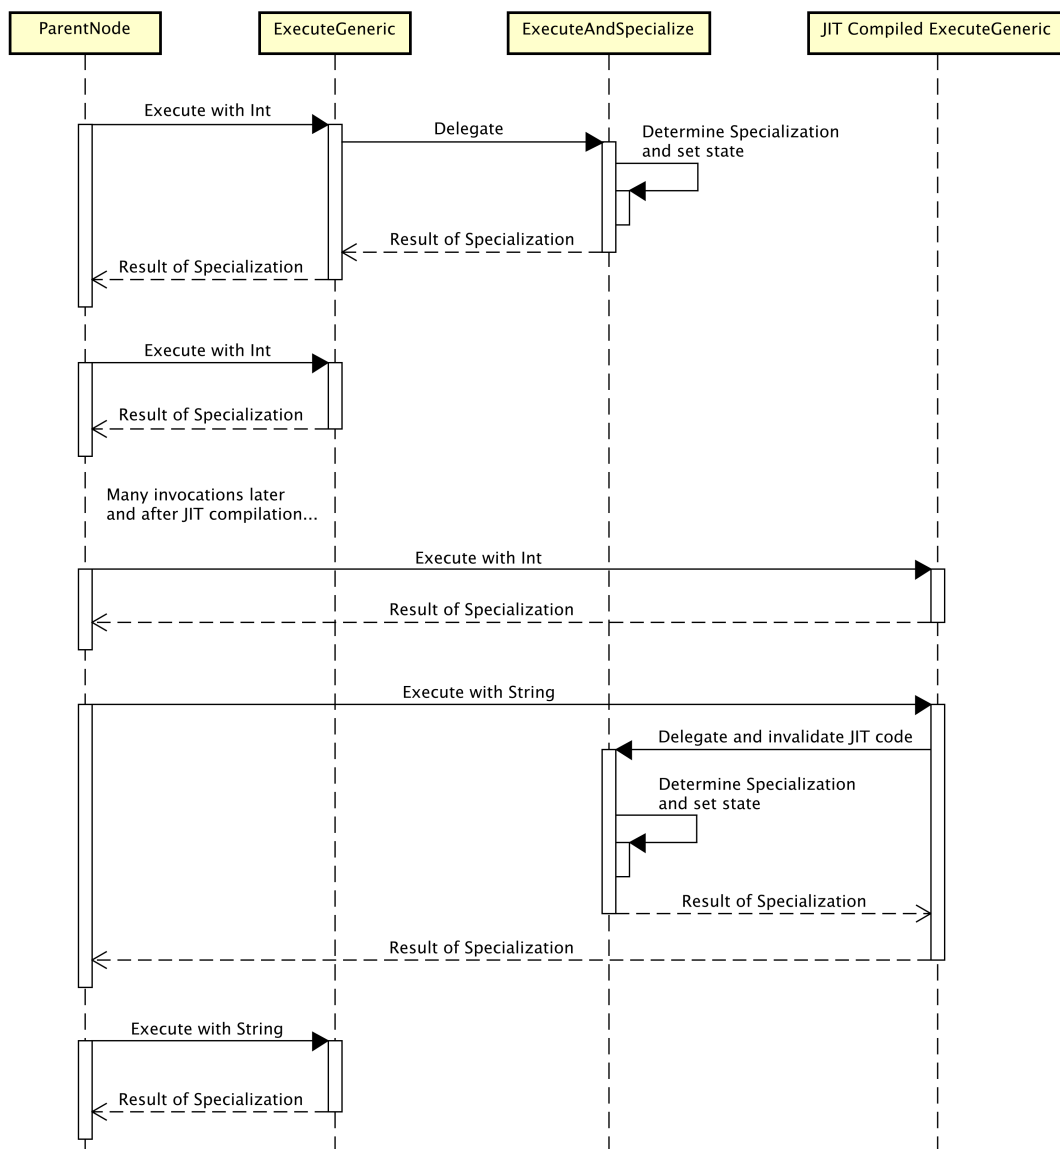 ParentNode
ExecuteGeneric
ExecuteAndSpecialize
JIT Compiled ExecuteGeneric
Execute with Int
Delegate
Determine Specialization
and set state
Result of Specialization
Result of Specialization
Execute with Int
Result of Specialization
Many invocations later
and after JIT compilation...
Execute with Int
Result of Specialization
Execute with String
Delegate and invalidate JIT code
Determine Specialization
and set state
Result of Specialization
Result of Specialization
Execute with String
Result of Specialization